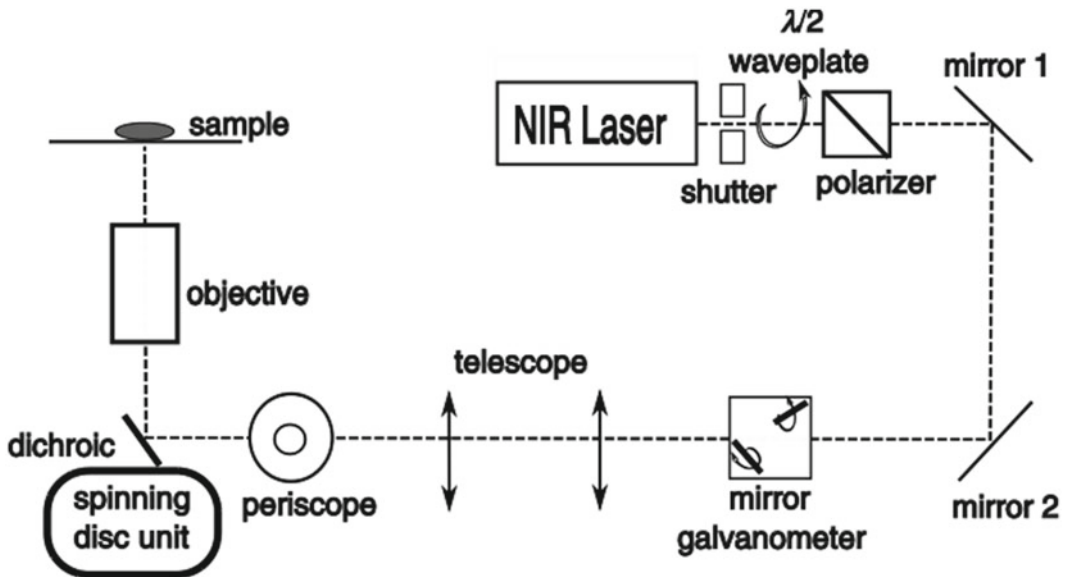 λ/2
waveplate
mirror 1
NIR Laser
sample
shutter
polarizer
objective
telescope
dichroic
spinning
disc unit
periscope
mirror
galvanometer
mirror 2